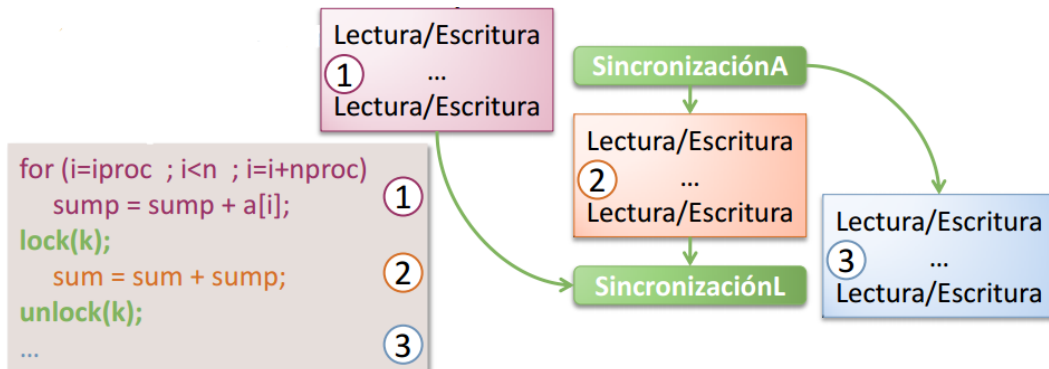 Lectura/Escritura
1 ...
Lectura/Escritura
SincronizaciónA
Lectura/Escritura
2 ...
Lectura/Escritura
SincronizaciónL
Lectura/Escritura
3 ...
Lectura/Escritura
for (i=iproc ; i<n ; i=i+nproc)
sump = sump + a[i]; 1
lock(k);
sum = sum + sump; 2
unlock(k);
... 3